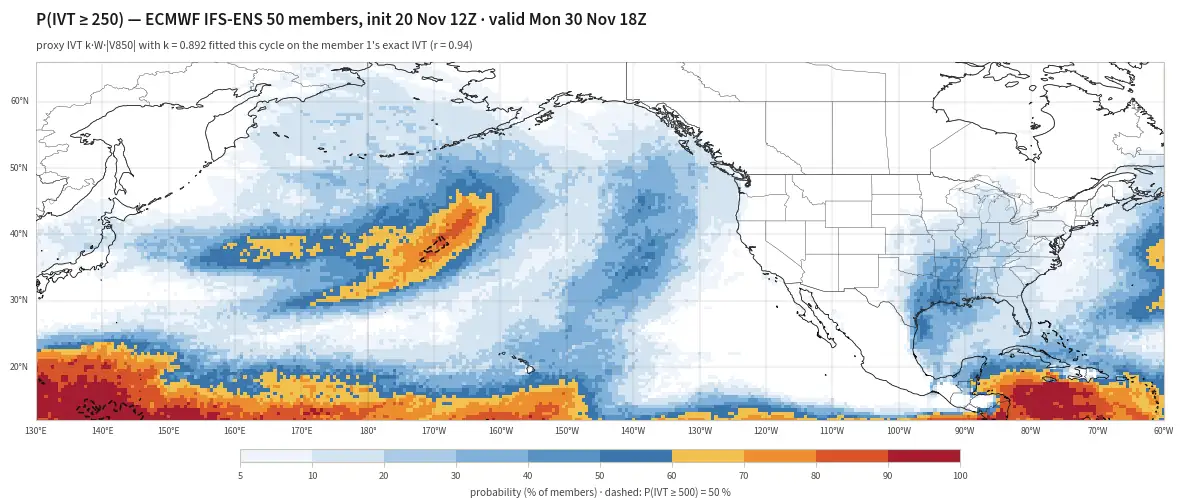 P(IVT ≥ 250) — ECMWF IFS-ENS 50 members, init 20 Nov 12Z · valid Mon 30 Nov 18Z
proxy IVT k·W·|V850| with k = 0.892 fitted this cycle on the member 1's exact IVT (r = 0.94)
60°N
50°N
40°N
30°N
20°N
130°E 140°E 150°E 160°E 170°E 180° 170°W 160°W 150°W 140°W 130°W 120°W 110°W 100°W 90°W 80°W 70°W 60°W
5 10 20 30 40 50 60 70 80 90 100
probability (% of members) · dashed: P(IVT ≥ 500) = 50 %